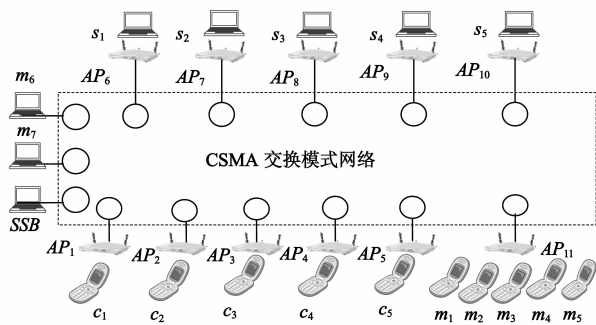 s1 s2 s3 s4 s5
AP6 AP7 AP8 AP9 AP10
m6
m7
CSMA 交换模式网络
SSB
AP1 AP2 AP3 AP4 AP5 AP11
c1 c2 c3 c4 c5 m1 m2 m3 m4 m5